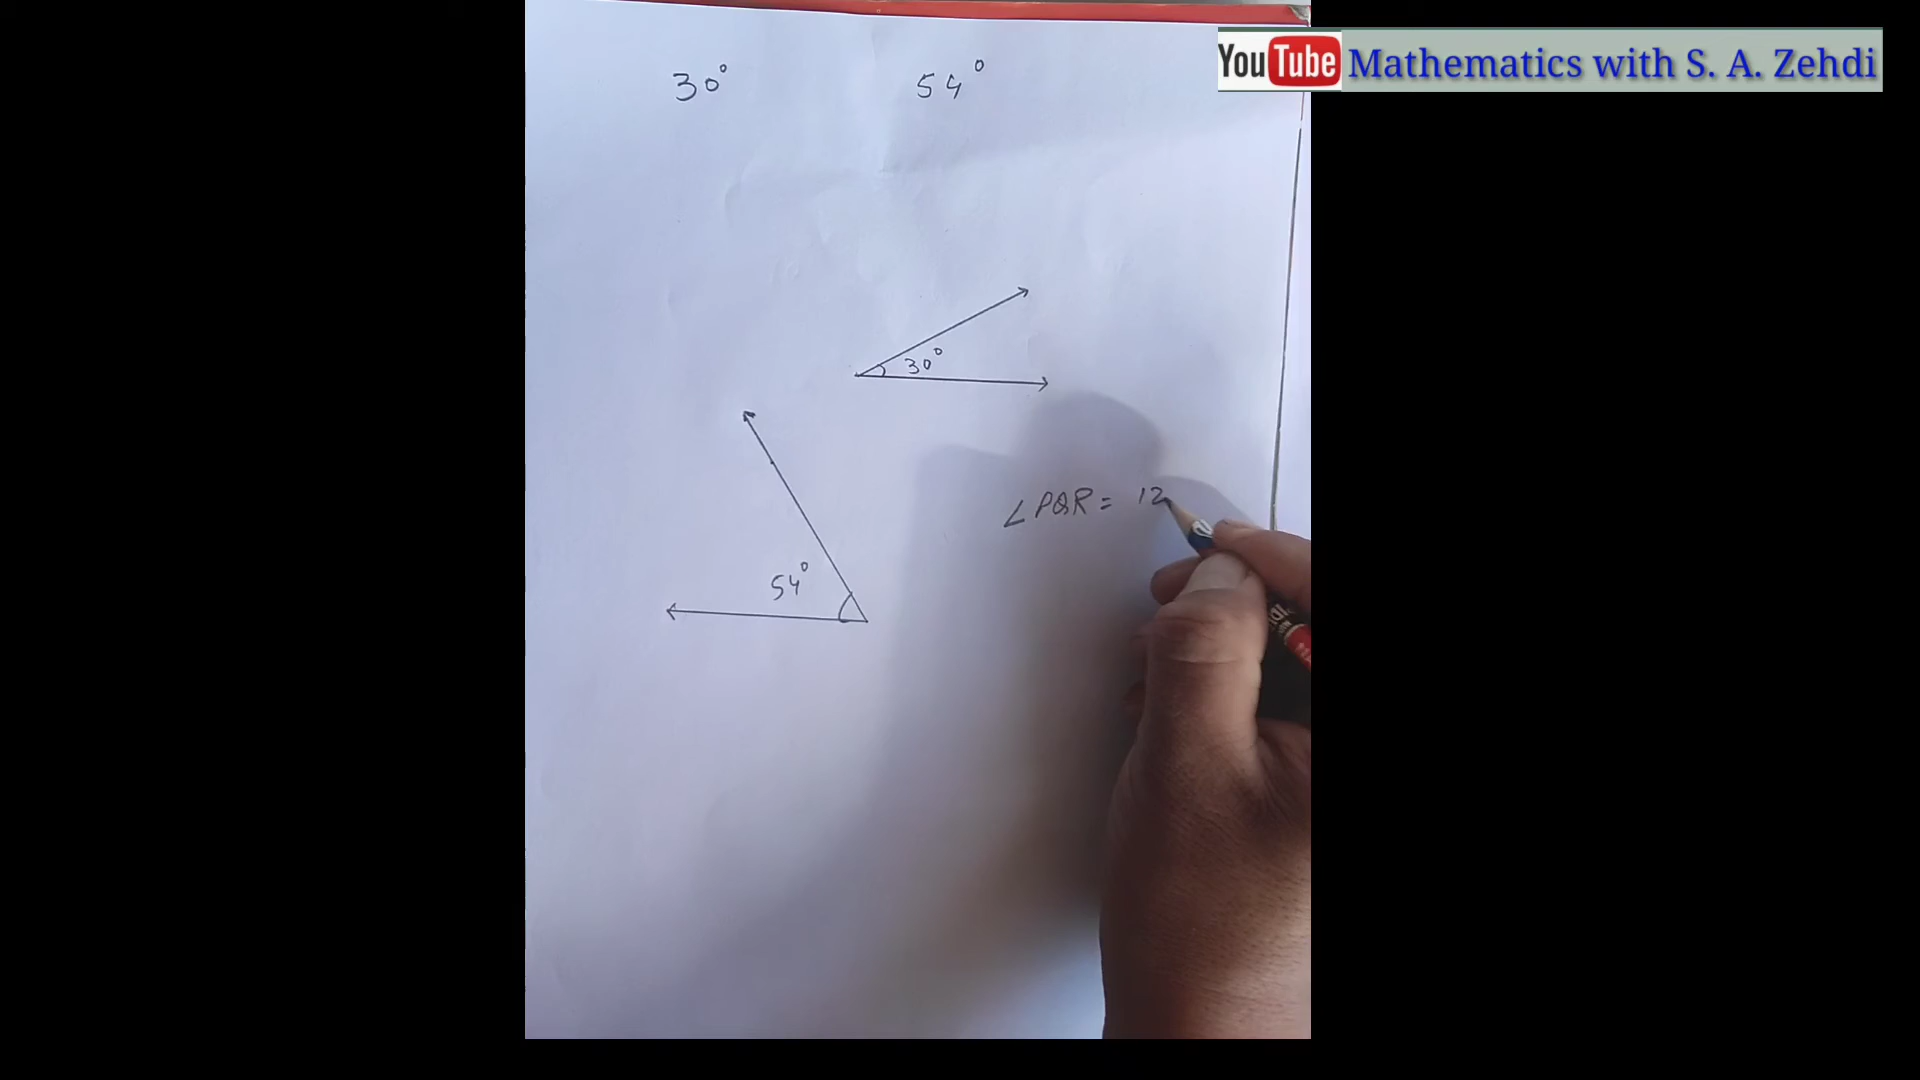 YouTube Mathematics with S. A. Zehdi
30° 54°
30°
∠PQR = 12
54°